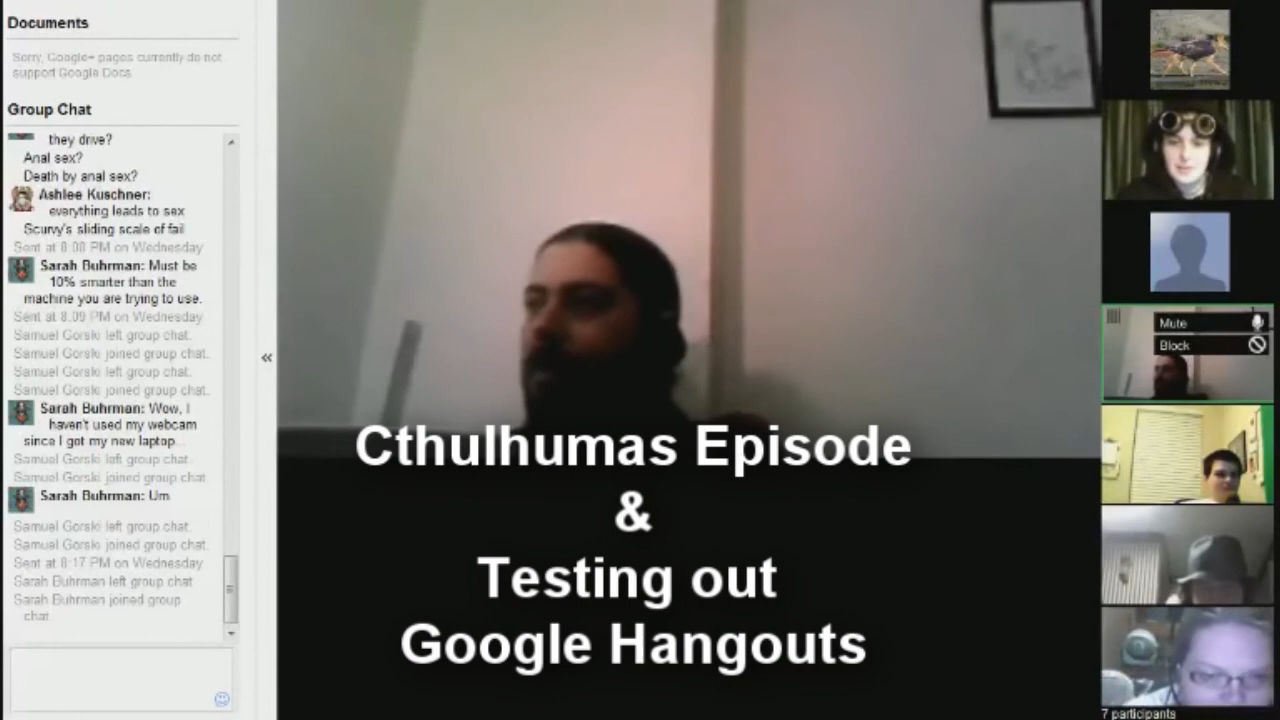 Documents
Sorry, Google+ pages currently do not
support Google Docs
Group Chat
they drive?
Anal sex?
Death by anal sex?
Ashlee Kuschner:
everything leads to sex
Scurvy's sliding scale of fail
Sent at 8:08 PM on Wednesday
Sarah Buhrman: Must be
10% smarter than the
machine you are trying to use.
Sent at 8:09 PM on Wednesday
Samuel Gorski left group chat.
Samuel Gorski joined group chat.
Samuel Gorski left group chat.
Samuel Gorski joined group chat.
Sarah Buhrman: Wow, I
haven't used my webcam
since I got my new laptop...
Samuel Gorski left group chat.
Samuel Gorski joined group chat
Sarah Buhrman: Um
Samuel Gorski left group chat.
Samuel Gorski joined group chat.
Sent at 8:17 PM on Wednesday
Sarah Buhrman left group chat
Sarah Buhrman joined group
chat
Cthulhumas Episode
&
Testing out
Google Hangouts
Mute
Block
7 participants